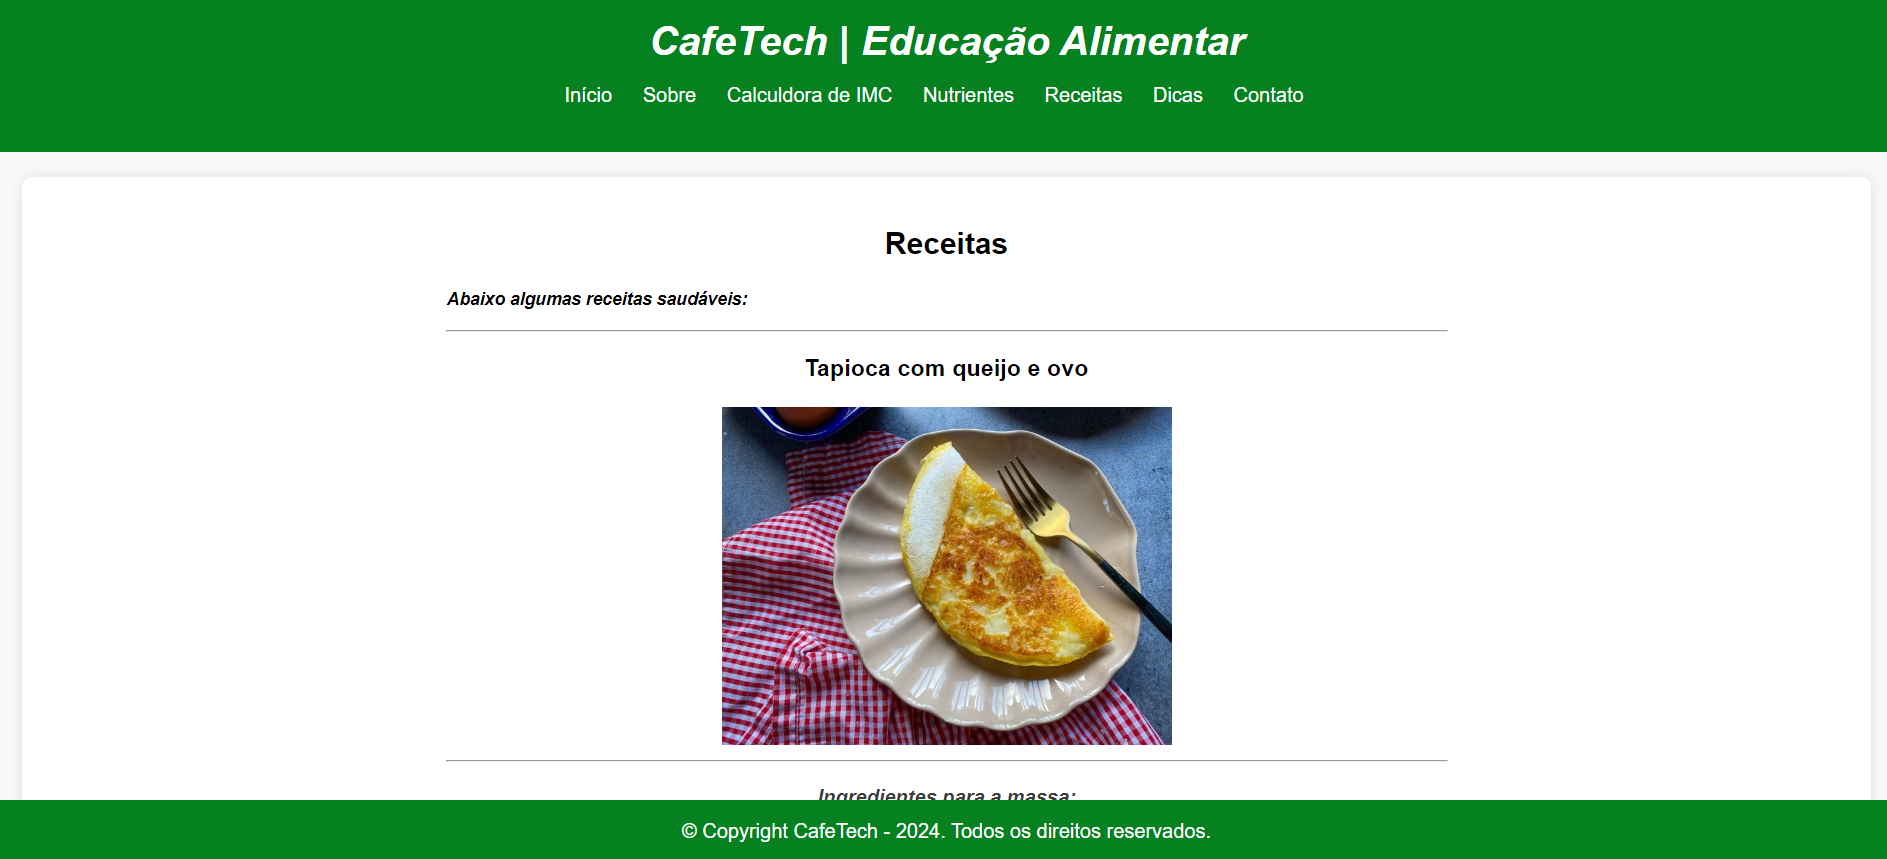 CafeTech | Educação Alimentar
Início Sobre Calculdora de IMC Nutrientes Receitas Dicas Contato
Receitas
Abaixo algumas receitas saudáveis:
Tapioca com queijo e ovo
Ingredientes para a massa:
© Copyright CafeTech - 2024. Todos os direitos reservados.